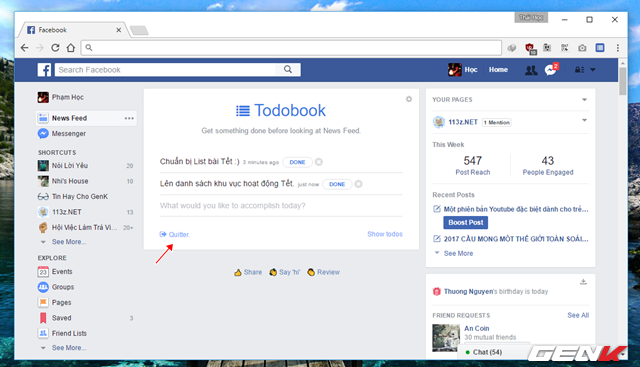 Thái Học
Facebook
Search Facebook
Học
Home
2
Phạm Học
News Feed
Messenger
SHORTCUTS
Nói Lời Yêu 20
Nhi's House 18
Tin Hay Cho GenK
113z.NET 20
Hội Việc Làm Trà Vi... 20+
See More...
EXPLORE
Events
23
Groups
Pages
Saved 3
Friend Lists
Todobook
Get something done before looking at News Feed.
Chuẩn bị List bài Tết :) 3 minutes ago DONE
Lên danh sách khu vực hoạt động Tết. just now DONE
What would you like to accomplish today?
Quitter.
Show todos
Share
Say 'hi'
Review
YOUR PAGES
113z.NET 1 Mention
This Week
547 43
Post Reach People Engaged
Recent Posts
Một phiên bản Youtube đặc biệt dành cho trẻ...
Boost Post
2017 CẦU MONG MỘT THẾ GIỚI TOÀN SOÁI...
See More
Thuong Nguyen's birthday is today
FRIEND REQUESTS See All
An Coin
30 mutual friends
Chat (54)
GENK